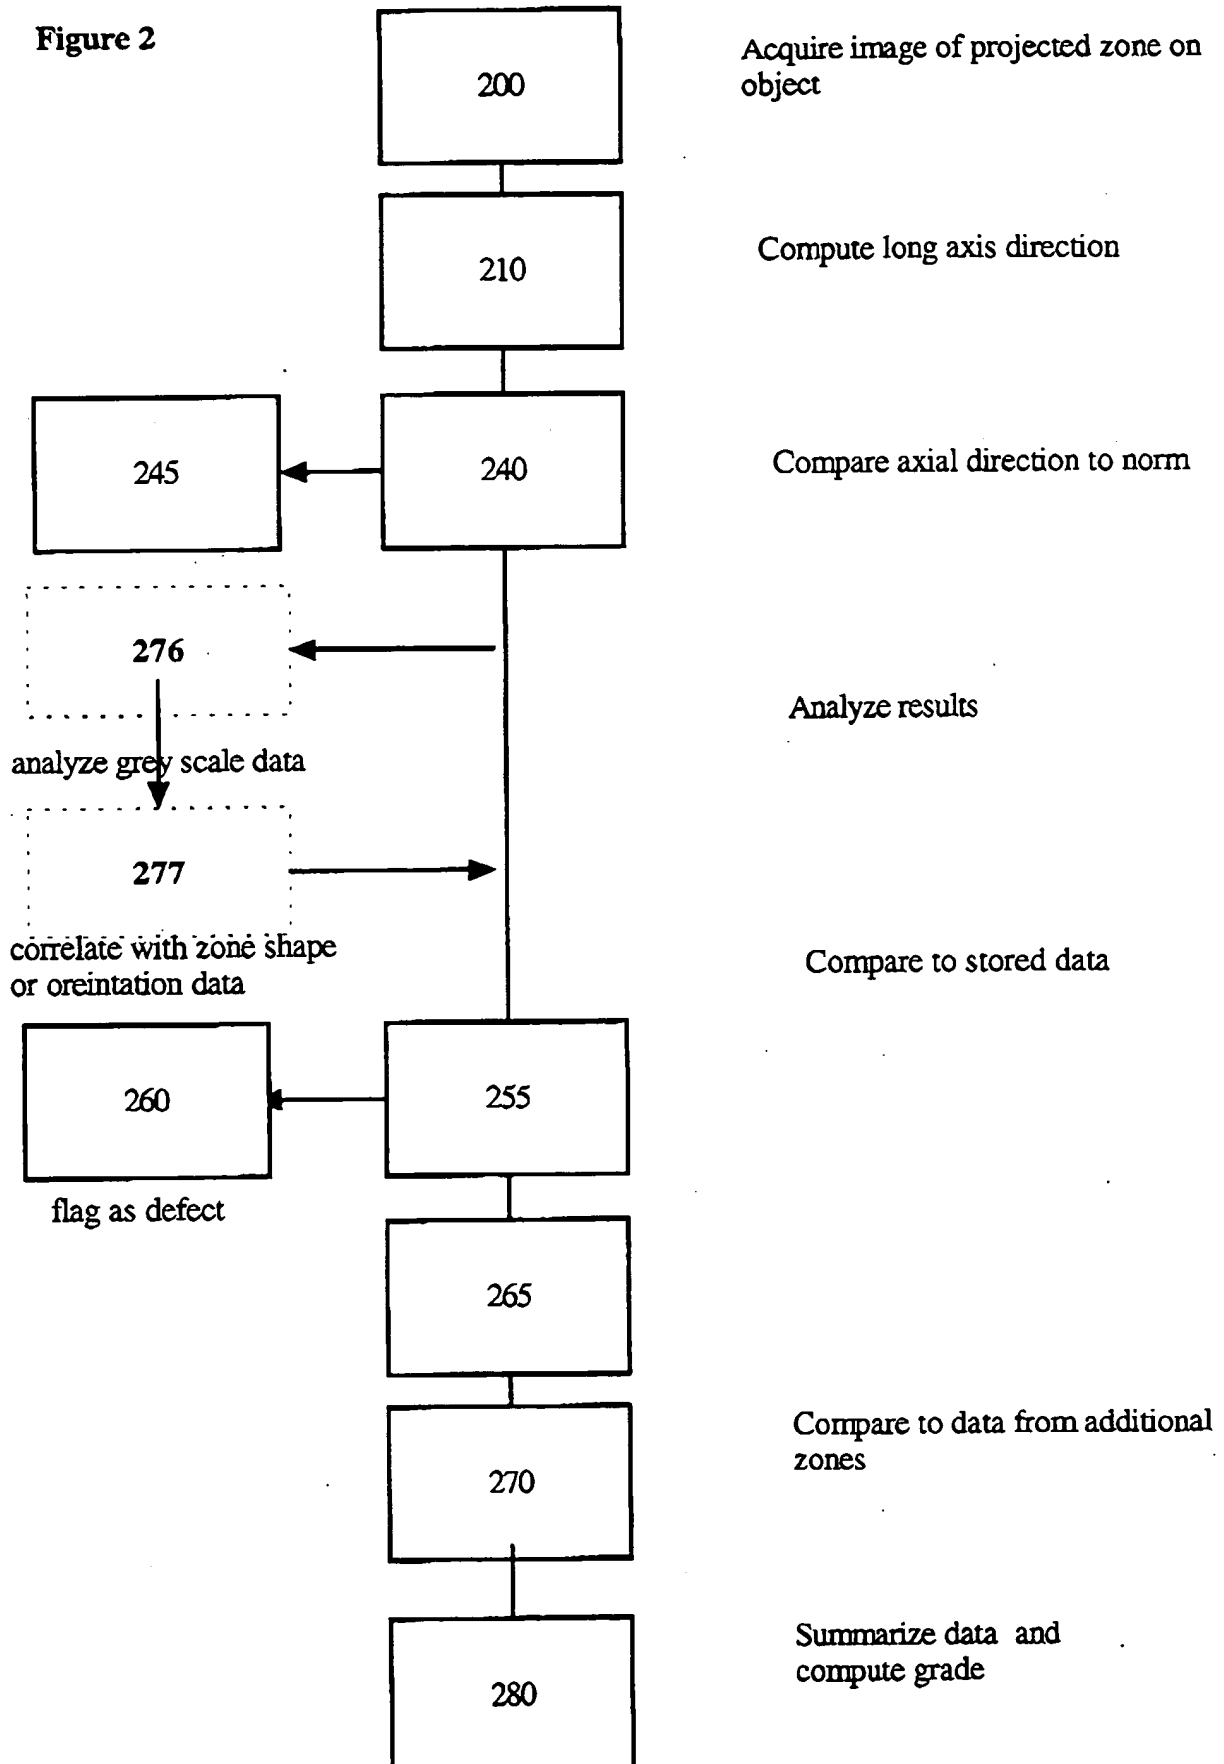 Figure 2
200
Acquire image of projected zone on
object
210
Compute long axis direction
245
240
Compare axial direction to norm
276
Analyze results
analyze grey scale data
277
correlate with zone shape
or oreintation data
Compare to stored data
260
255
flag as defect
265
270
Compare to data from additional
zones
280
Summarize data and
compute grade